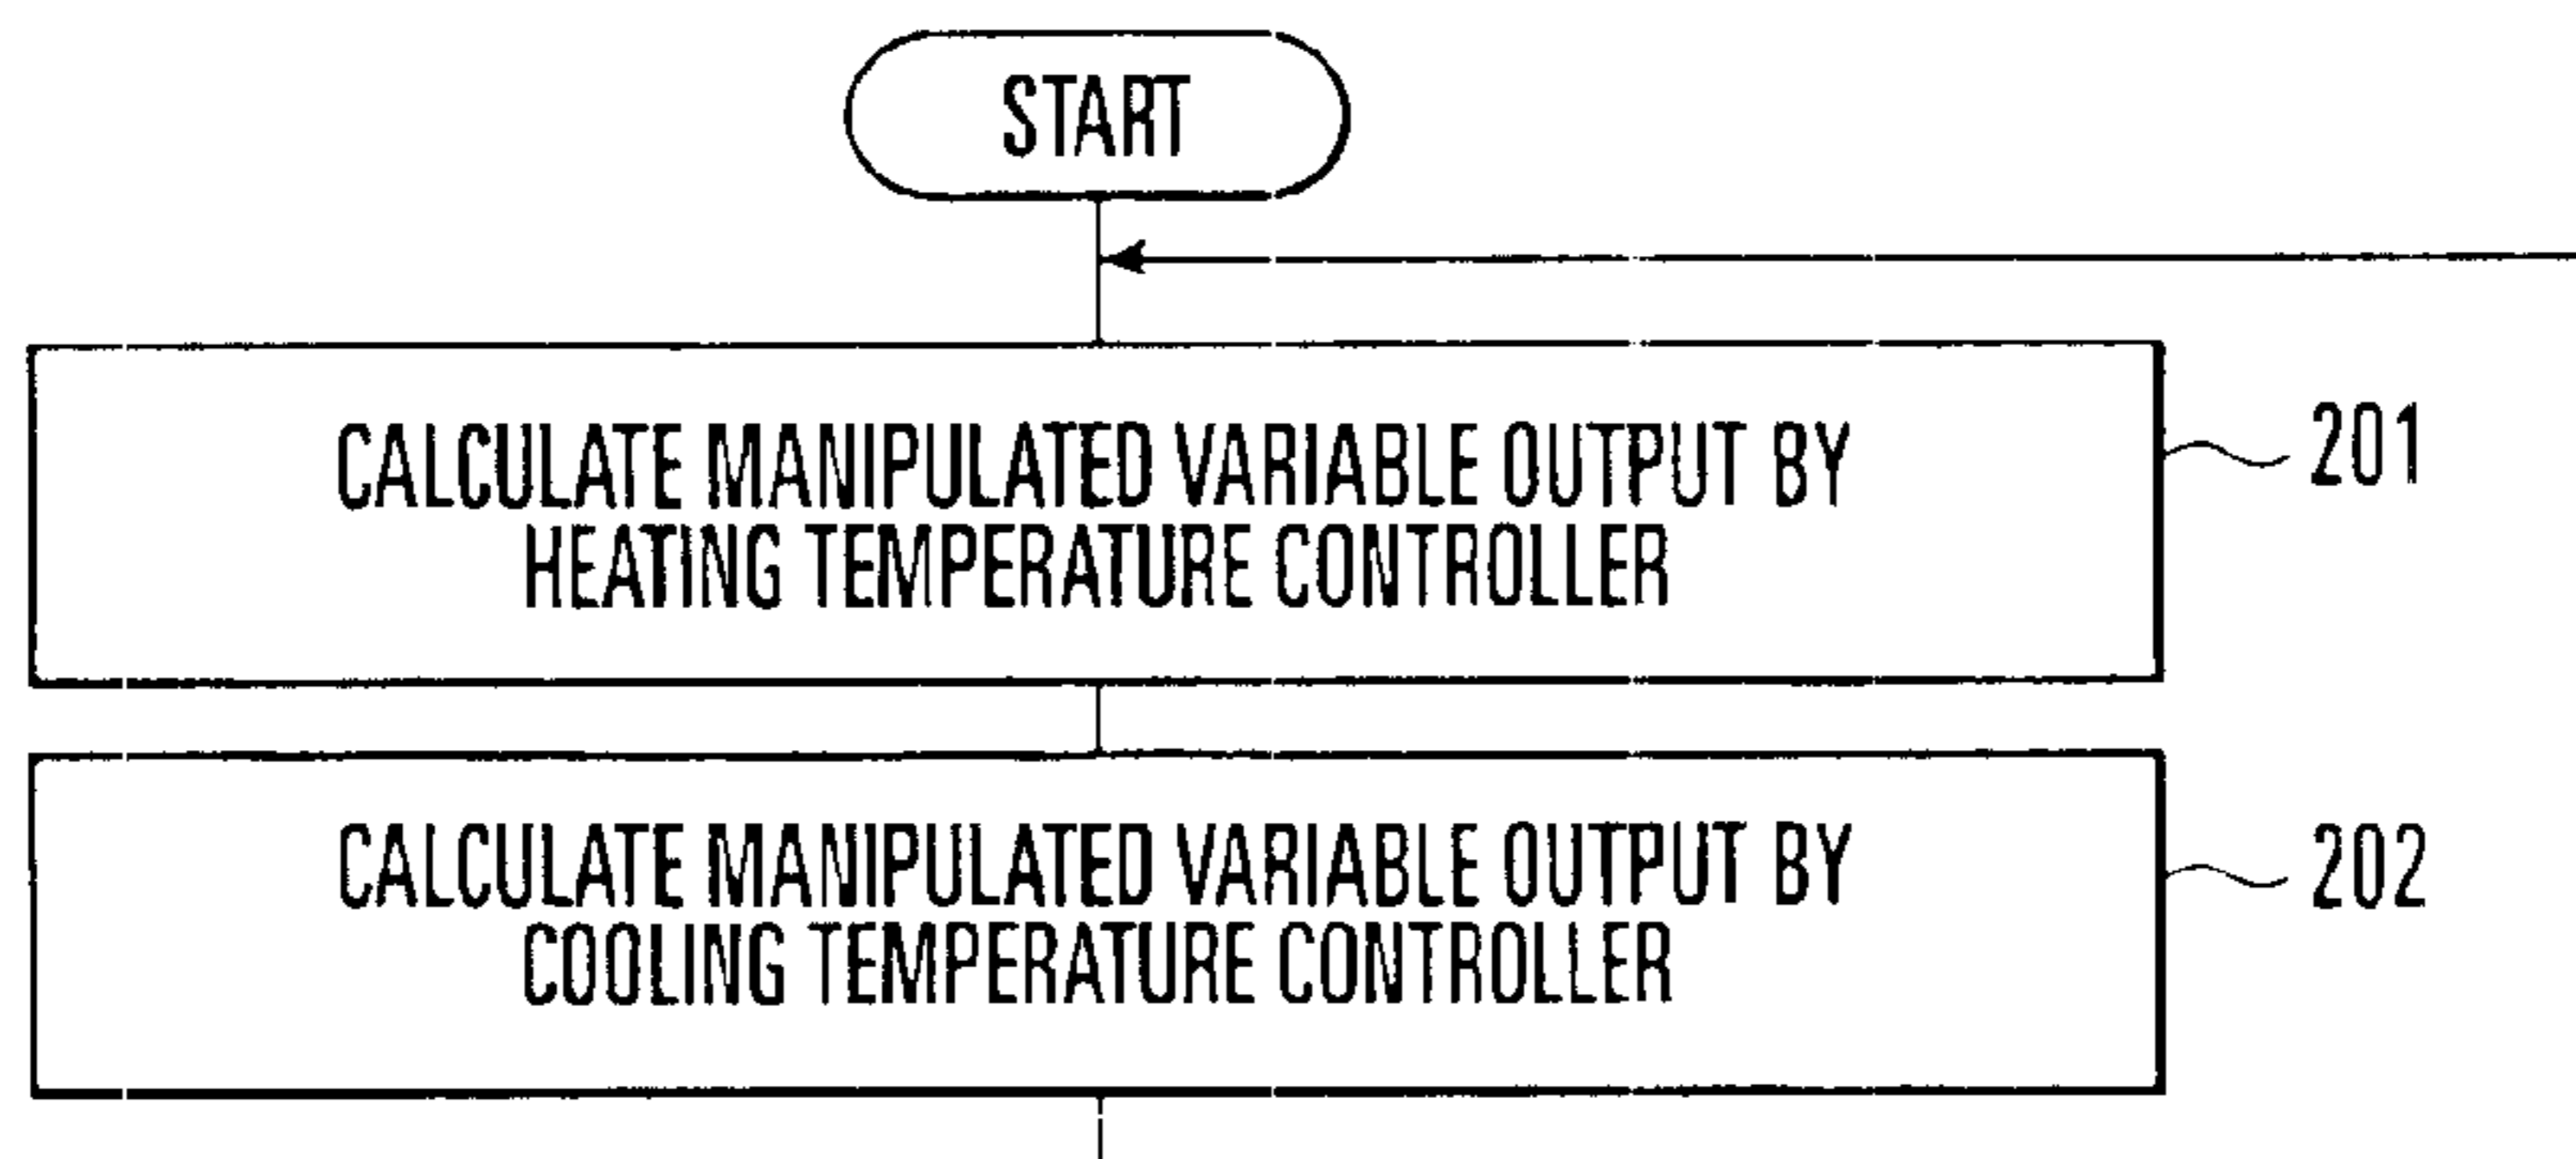 START
CALCULATE MANIPULATED VARIABLE OUTPUT BY
HEATING TEMPERATURE CONTROLLER
201
CALCULATE MANIPULATED VARIABLE OUTPUT BY
COOLING TEMPERATURE CONTROLLER
202